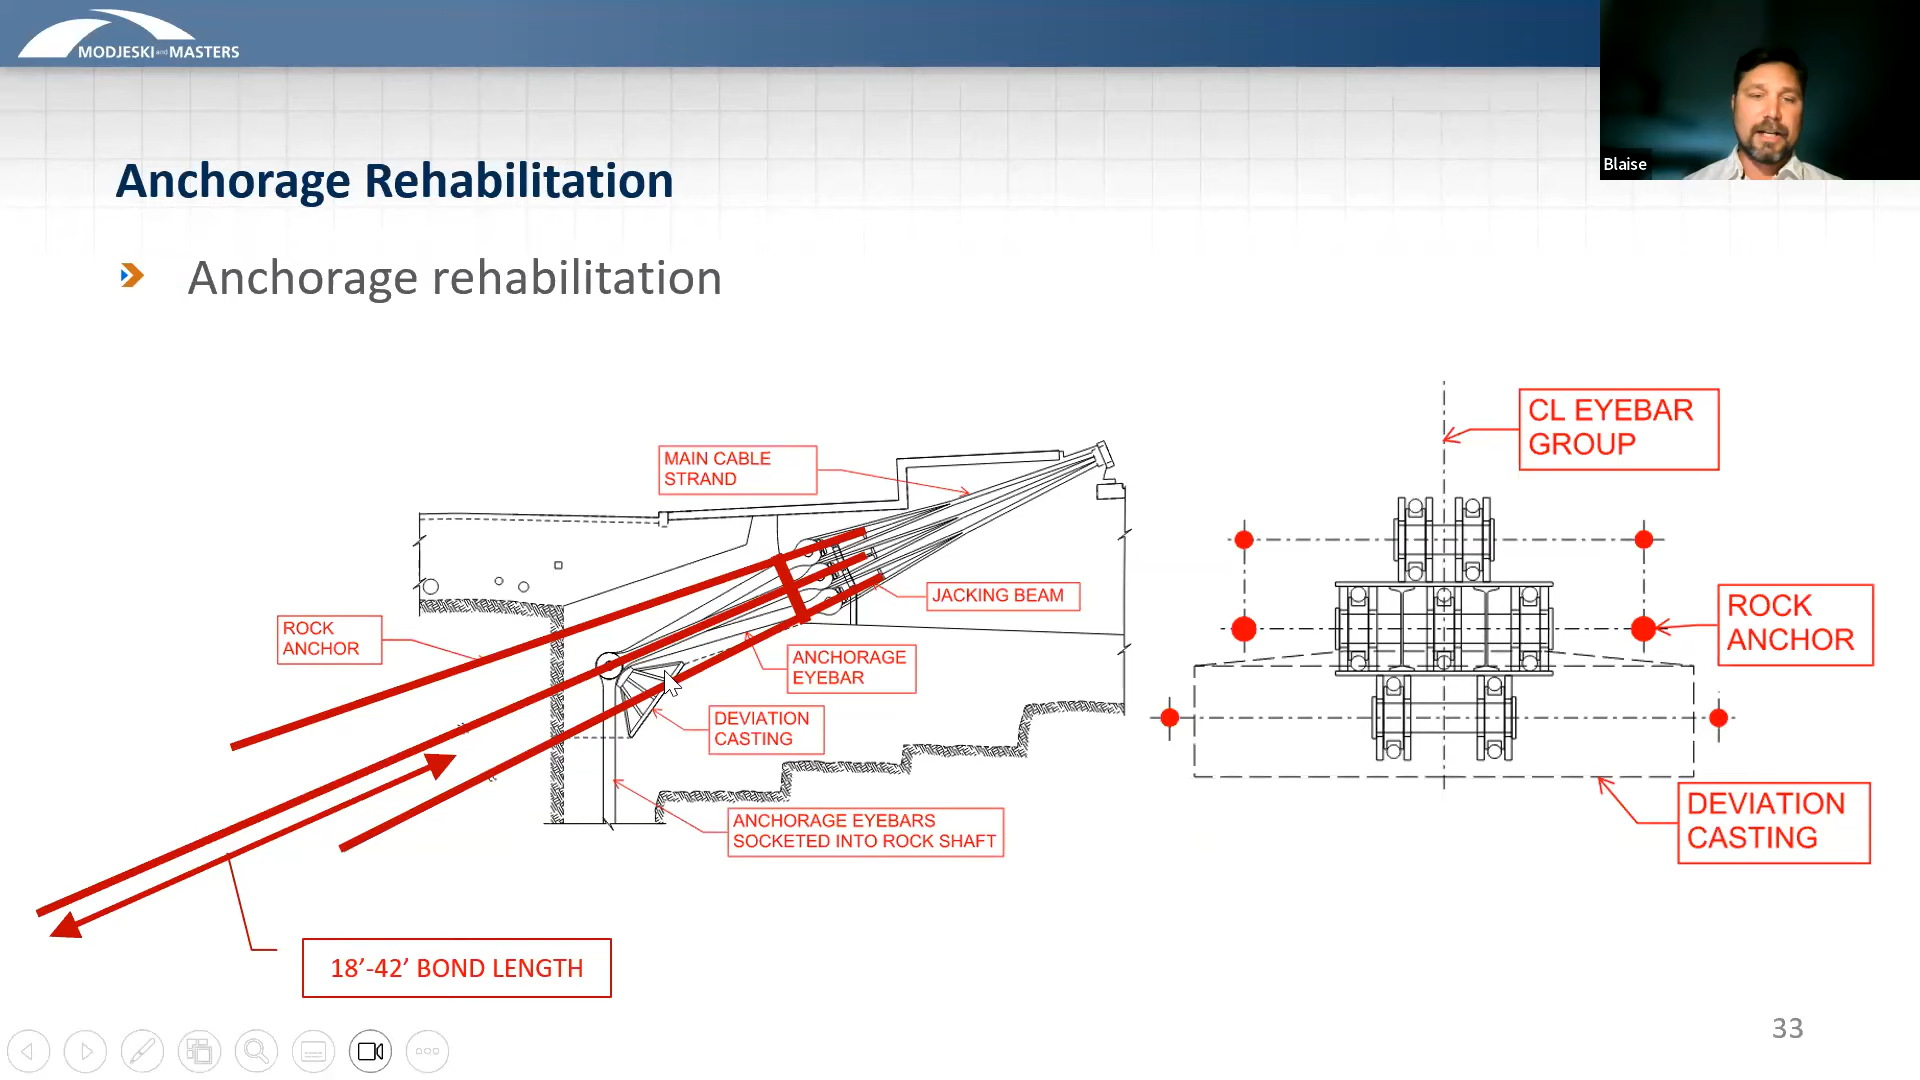 MODJESKI and MASTERS
Blaise
Anchorage Rehabilitation
Anchorage rehabilitation
MAIN CABLE
STRAND
CL EYEBAR
GROUP
JACKING BEAM
ROCK
ANCHOR
ROCK
ANCHOR
ANCHORAGE
EYEBAR
DEVIATION
CASTING
ANCHORAGE EYEBARS
SOCKETED INTO ROCK SHAFT
DEVIATION
CASTING
18’-42’ BOND LENGTH
33